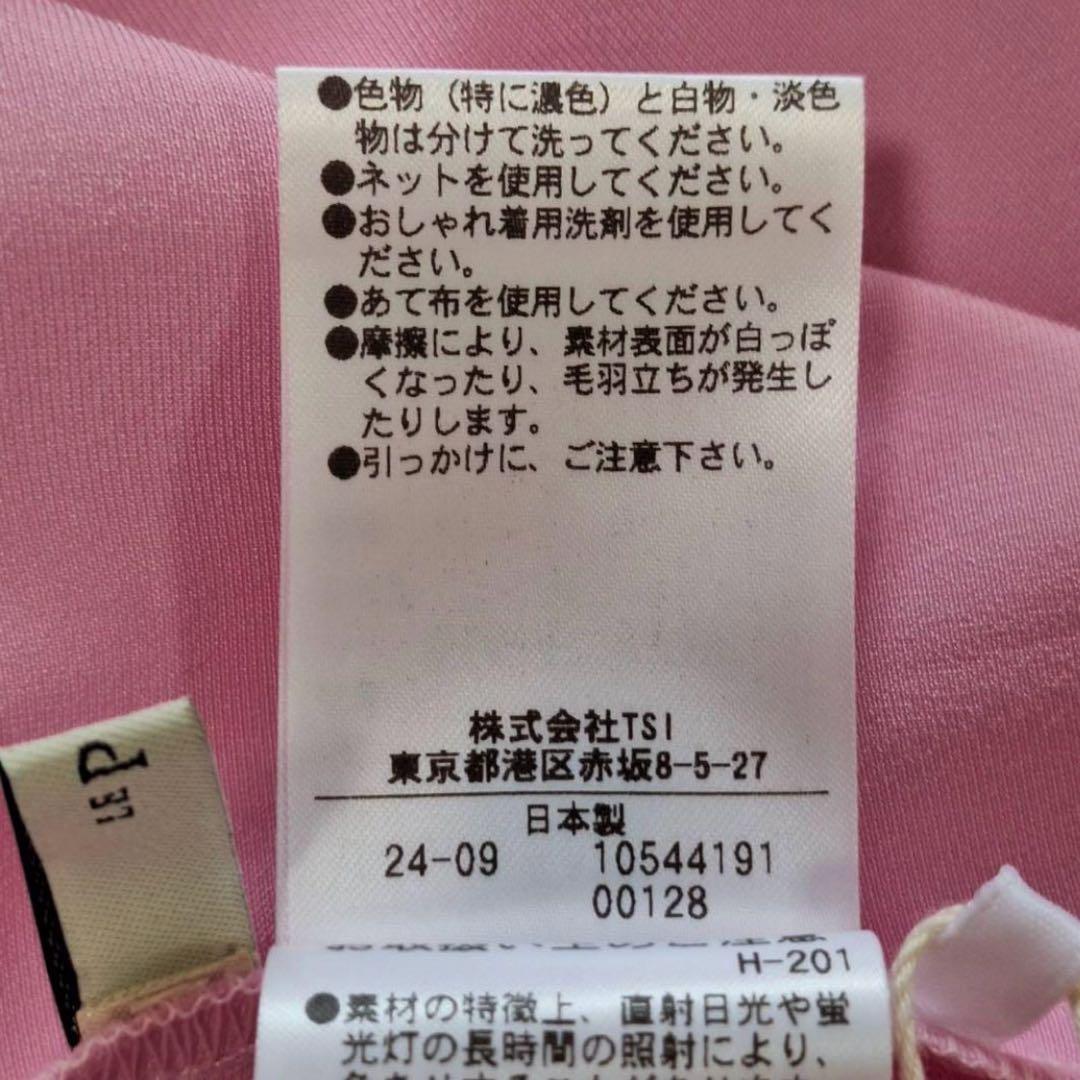 ●色物（特に濃色）と白物・淡色
物は分けて洗ってください。
●ネットを使用してください。
●おしゃれ着用洗剤を使用してく
ださい。
●あて布を使用してください。
●摩擦により、素材表面が白っぽ
くなったり、毛羽立ちが発生し
たりします。
●引っかけに、ご注意下さい。
株式会社TSI
東京都港区赤坂8-5-27
日本製
24-09 10544191
00128
LE P
H-201
●素材の特徴上、直射日光や蛍
光灯の長時間の照射により、